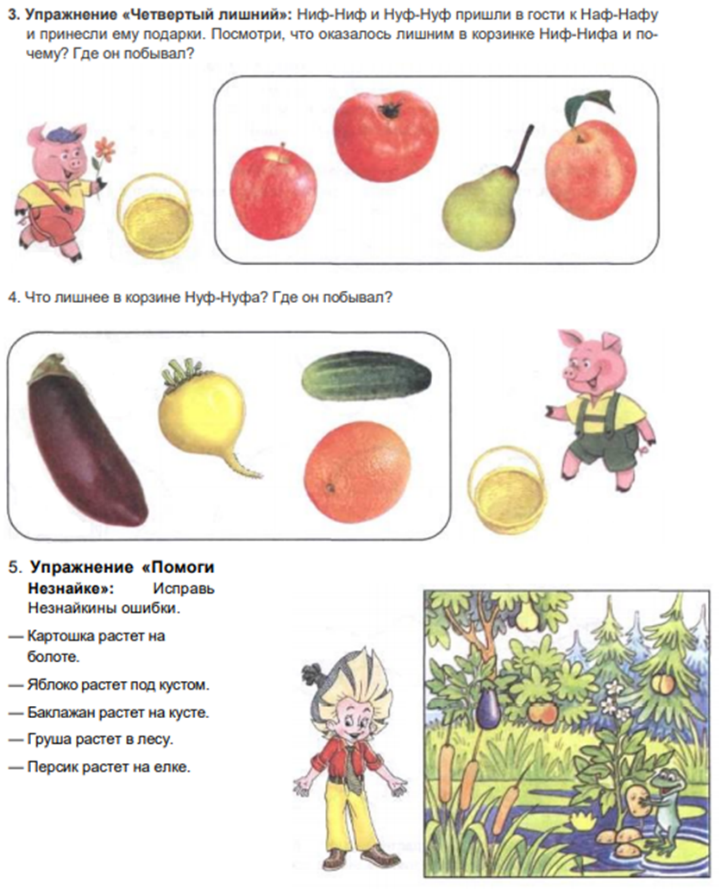 3. Упражнение «Четвертый лишний»: Ниф-Ниф и Нуф-Нуф пришли в гости к Наф-Нафу
и принесли ему подарки. Посмотри, что оказалось лишним в корзинке Ниф-Нифа и по-
чему? Где он побывал?
4. Что лишнее в корзине Нуф-Нуфа? Где он побывал?
5. Упражнение «Помоги
Незнайке»: Исправь
Незнайкины ошибки.
— Картошка растет на
болоте.
— Яблоко растет под кустом.
— Баклажан растет на кусте.
— Груша растет в лесу.
— Персик растет на елке.